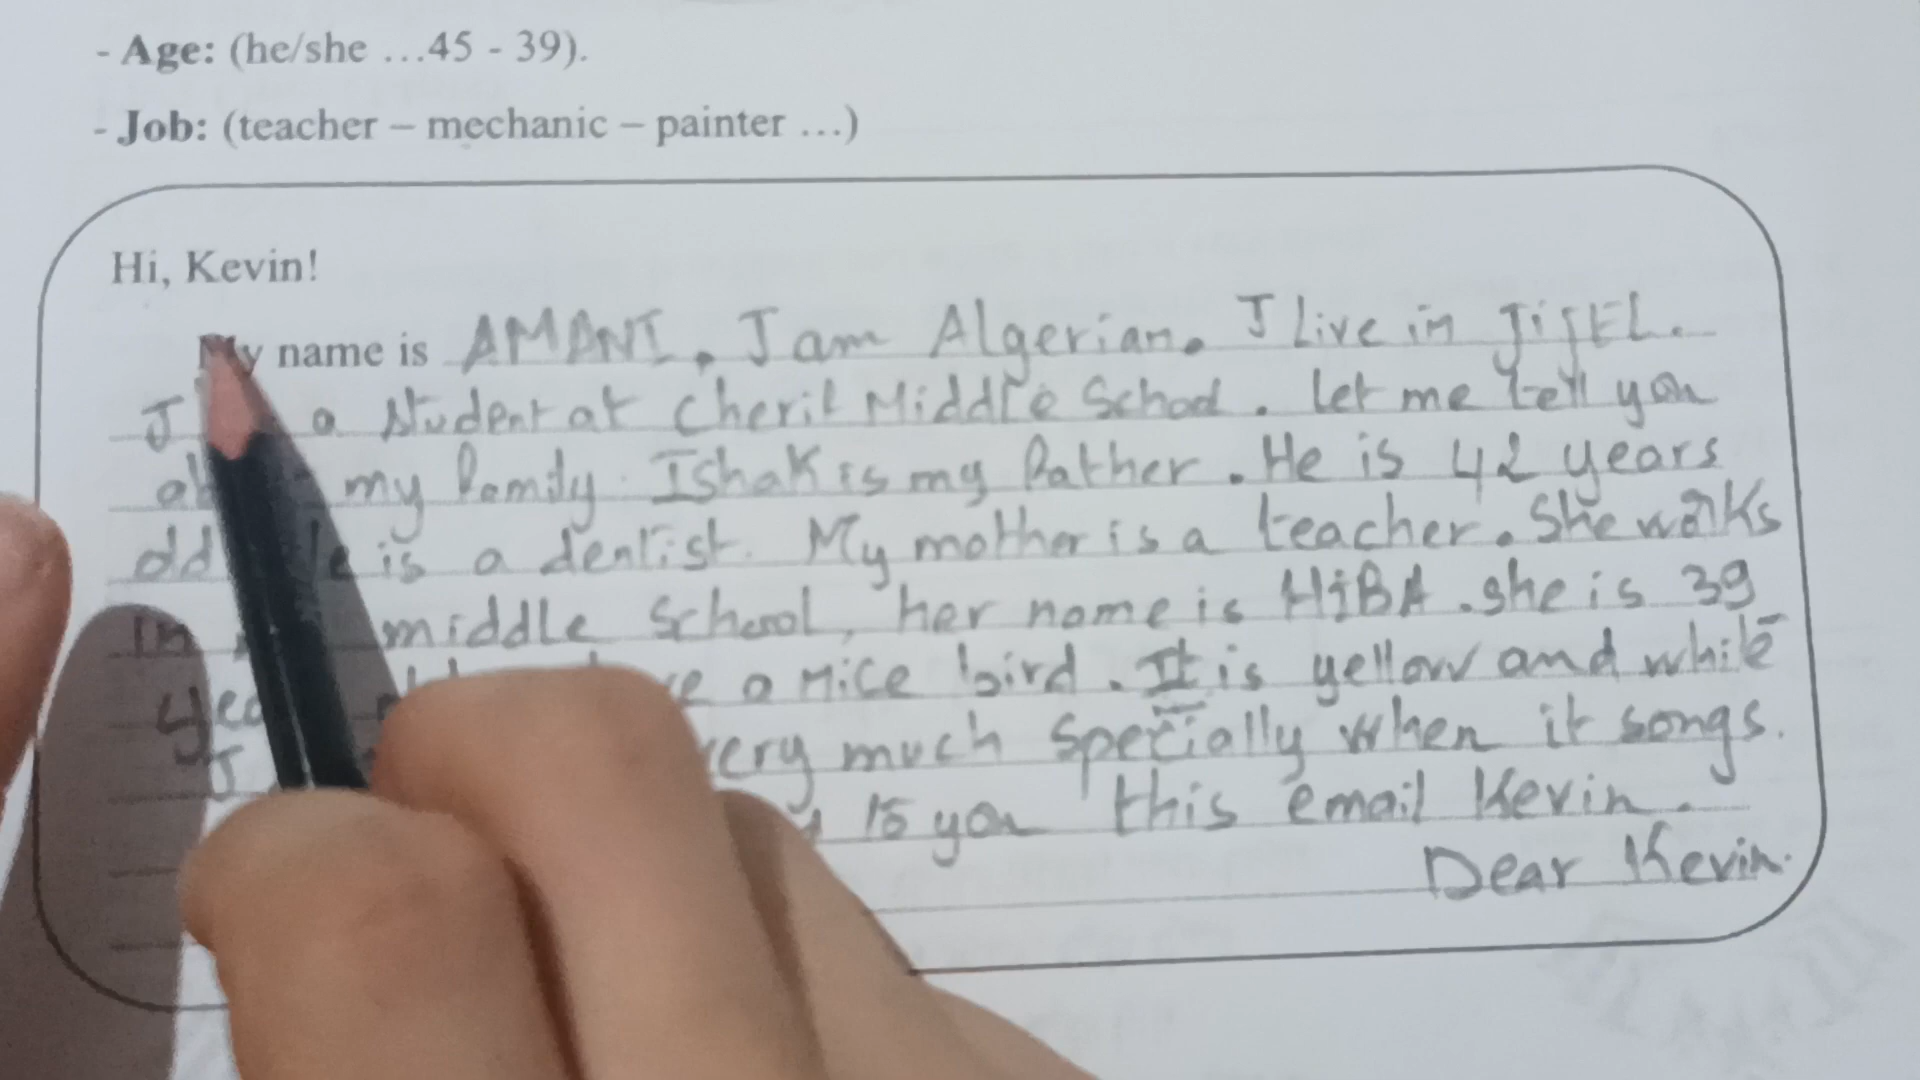 - Age: (he/she ...45 - 39).
- Job: (teacher – mechanic – painter ...)
Hi, Kevin!
My name is AMANI. I am Algerian. I Live in JijEL.
I a student at Cherif Middle School. let me tell you
my family. Ishak is my father. He is 42 years
old is a dentist. My mother is a teacher. She works
in middle school, her name is HiBA. she is 39
a nice bird. It is yellow and white
I very much specially when it songs.
to you this email Kevin.
Dear Kevin.